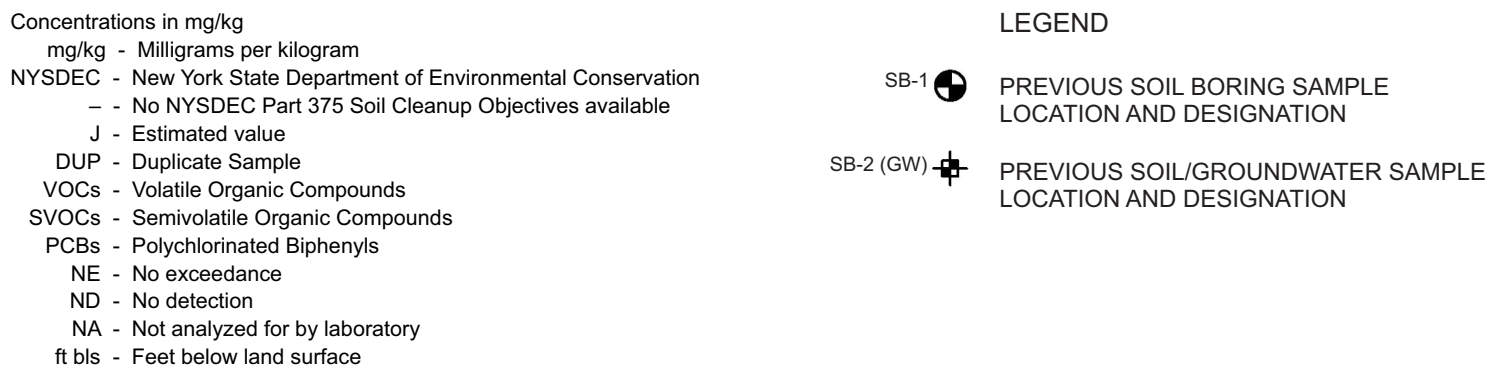 Concentrations in mg/kg
mg/kg - Milligrams per kilogram
NYSDEC - New York State Department of Environmental Conservation
– - No NYSDEC Part 375 Soil Cleanup Objectives available
J - Estimated value
DUP - Duplicate Sample
VOCs - Volatile Organic Compounds
SVOCs - Semivolatile Organic Compounds
PCBs - Polychlorinated Biphenyls
NE - No exceedance
ND - No detection
NA - Not analyzed for by laboratory
ft bls - Feet below land surface
LEGEND
SB-1 PREVIOUS SOIL BORING SAMPLE
LOCATION AND DESIGNATION
SB-2 (GW) PREVIOUS SOIL/GROUNDWATER SAMPLE
LOCATION AND DESIGNATION